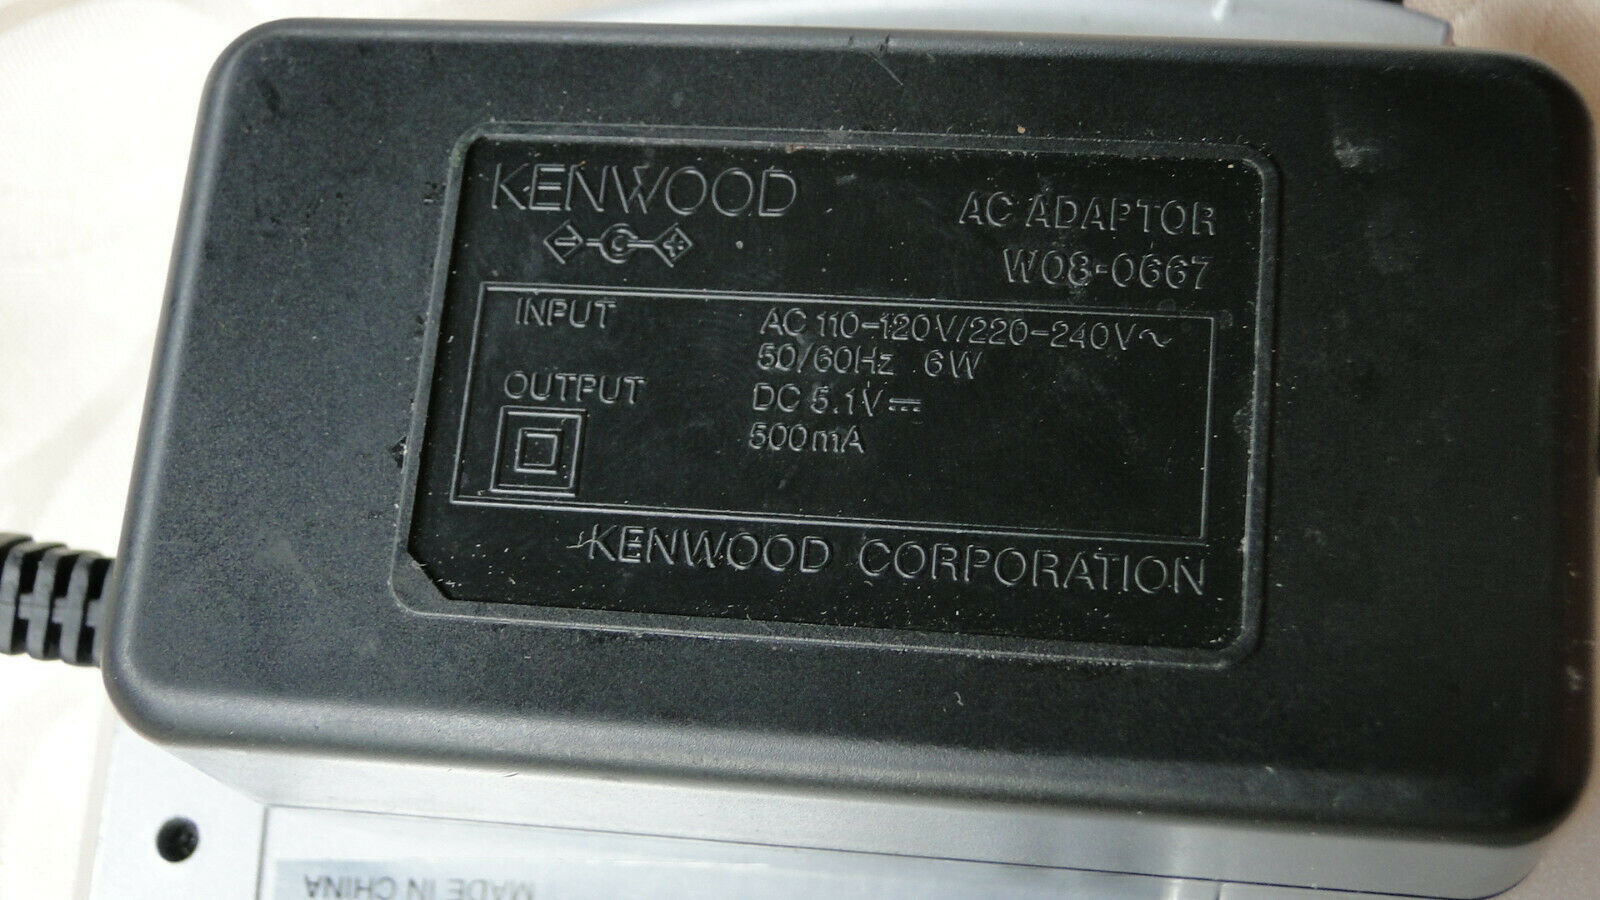 KENWOOD
AC ADAPTOR
W08-0667
INPUT AC 110-120V/220-240V~
50/60Hz 6W
OUTPUT DC 5.1V⎓
500mA
KENWOOD CORPORATION
MADE IN CHINA